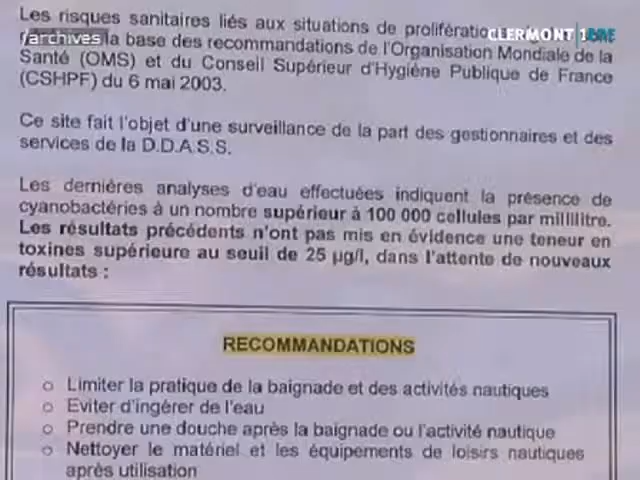 Les risques sanitaires liés aux situations de
CLERMONT 1ERE
/archives la base des recommandations de l'Organisation Mondiale de la
Santé (OMS) et du Conseil Supérieur d'Hygiène Publique de France
(CSHPF) du 6 mai 2003.
Ce site fait l'objet d'une surveillance de la part des gestionnaires et des
services de la D.D.A.S.S.
Les dernières analyses d'eau effectuées indiquent la présence de
cyanobactéries à un nombre supérieur à 100 000 cellules par millilitre.
Les résultats précédents n'ont pas mis en évidence une teneur en
toxines supérieure au seuil de 25 µg/l, dans l'attente de nouveaux
résultats :
RECOMMANDATIONS
o Limiter la pratique de la baignade et des activités nautiques
o Eviter d'ingérer de l'eau
o Prendre une douche après la baignade ou l'activité nautique
o Nettoyer le matériel et les équipements de loisirs nautiques
après utilisation